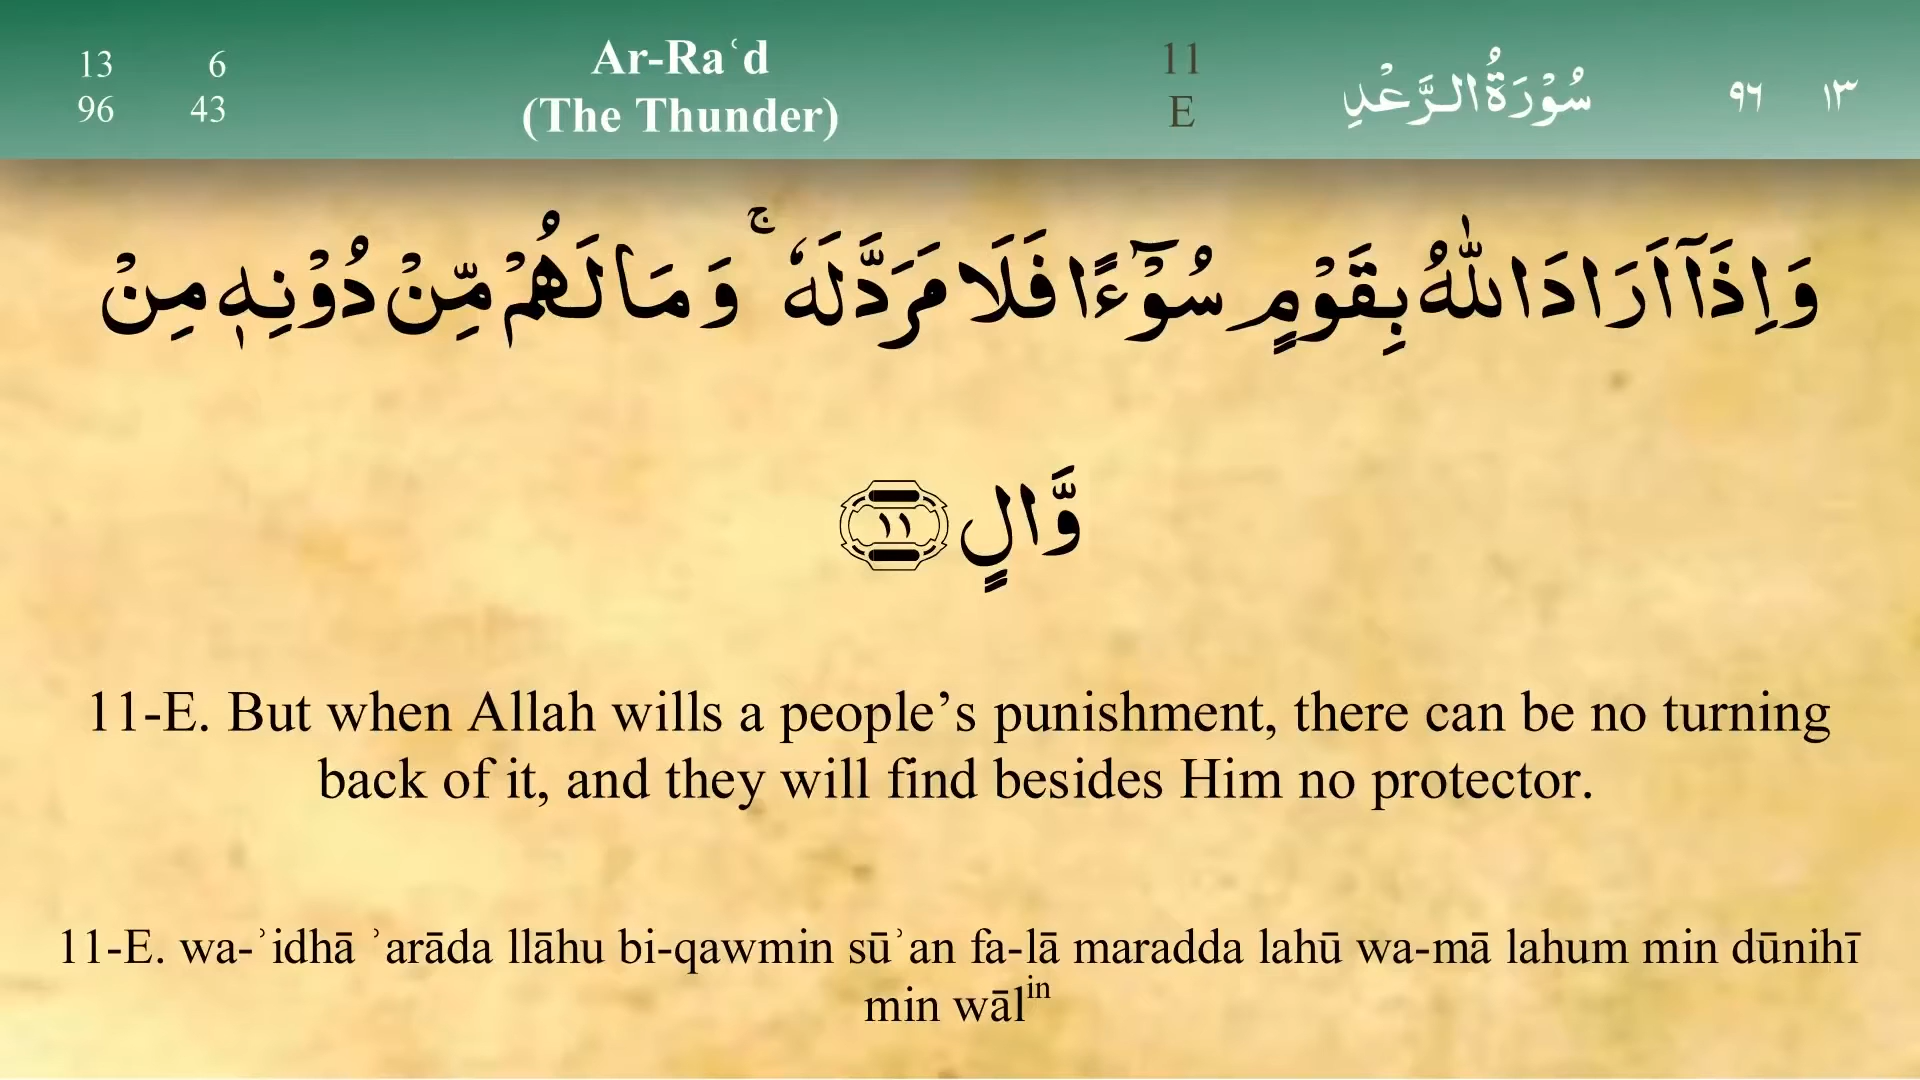 13 6
96 43
Ar-Raʿd
(The Thunder)
11
E
سُوْرَةُ الرَّعْدِ
٩٦ ١٣
وَاِذَآ اَرَادَ اللّٰهُ بِقَوْمٍ سُوْٓءًا فَلَا مَرَدَّ لَهٗ ۚ وَمَا لَهُمْ مِّنْ دُوْنِهٖ مِنْ
وَّالٍ ١١
11-E. But when Allah wills a people’s punishment, there can be no turning
back of it, and they will find besides Him no protector.
11-E. wa-ʾidhā ʾarāda llāhu bi-qawmin sūʾan fa-lā maradda lahū wa-mā lahum min dūnihī
min wālin